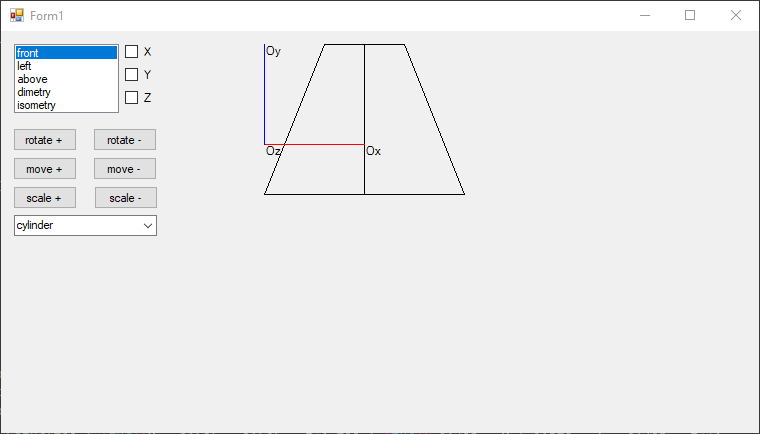 Form1
front
left
above
dimetry
isometry
X
Y
Z
rotate +
rotate -
move +
move -
scale +
scale -
cylinder
Oy
Oz
Ox